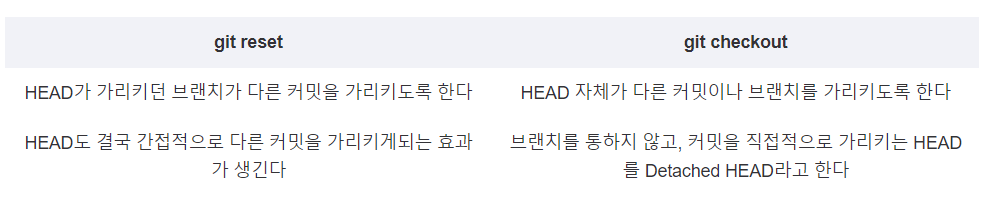 git reset
git checkout
HEAD가 가리키던 브랜치가 다른 커밋을 가리키도록 한다
HEAD 자체가 다른 커밋이나 브랜치를 가리키도록 한다
HEAD도 결국 간접적으로 다른 커밋을 가리키게되는 효과
가 생긴다
브랜치를 통하지 않고, 커밋을 직접적으로 가리키는 HEAD
를 Detached HEAD라고 한다